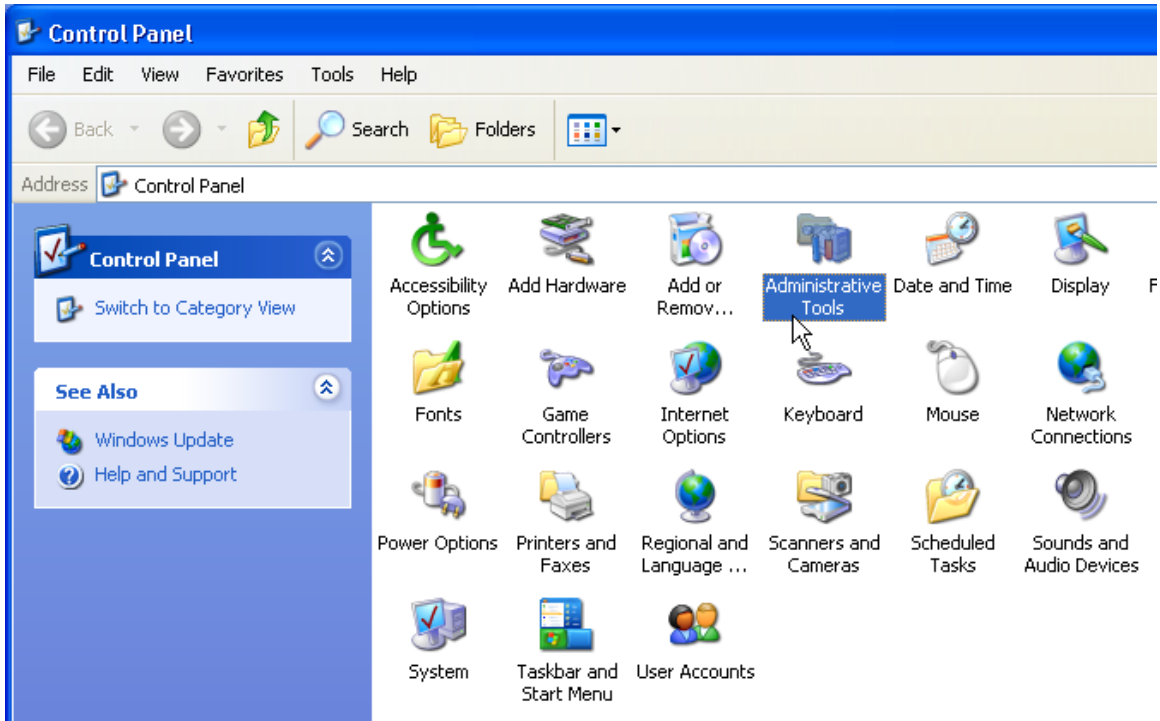 Control Panel
File Edit View Favorites Tools Help
Back Search Folders
Address Control Panel
Control Panel
Switch to Category View
See Also
Windows Update
Help and Support
Accessibility Options
Add Hardware
Add or Remov...
Administrative Tools
Date and Time
Display
F
Fonts
Game Controllers
Internet Options
Keyboard
Mouse
Network Connections
Power Options
Printers and Faxes
Regional and Language ...
Scanners and Cameras
Scheduled Tasks
Sounds and Audio Devices
System
Taskbar and Start Menu
User Accounts